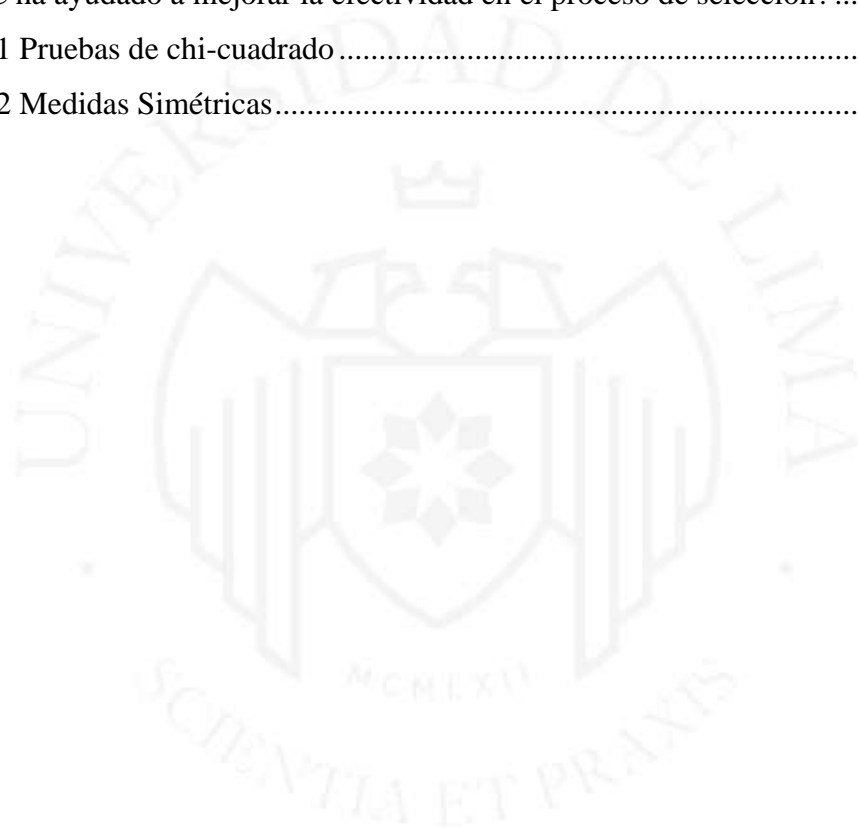 ha ayudado a mejorar la efectividad en el proceso de selección? ...
1 Pruebas de chi-cuadrado ....................................................................
2 Medidas Simétricas............................................................................
UNIVERSIDAD DE LIMA
MCMLXII
SCIENTIA ET PRAXIS